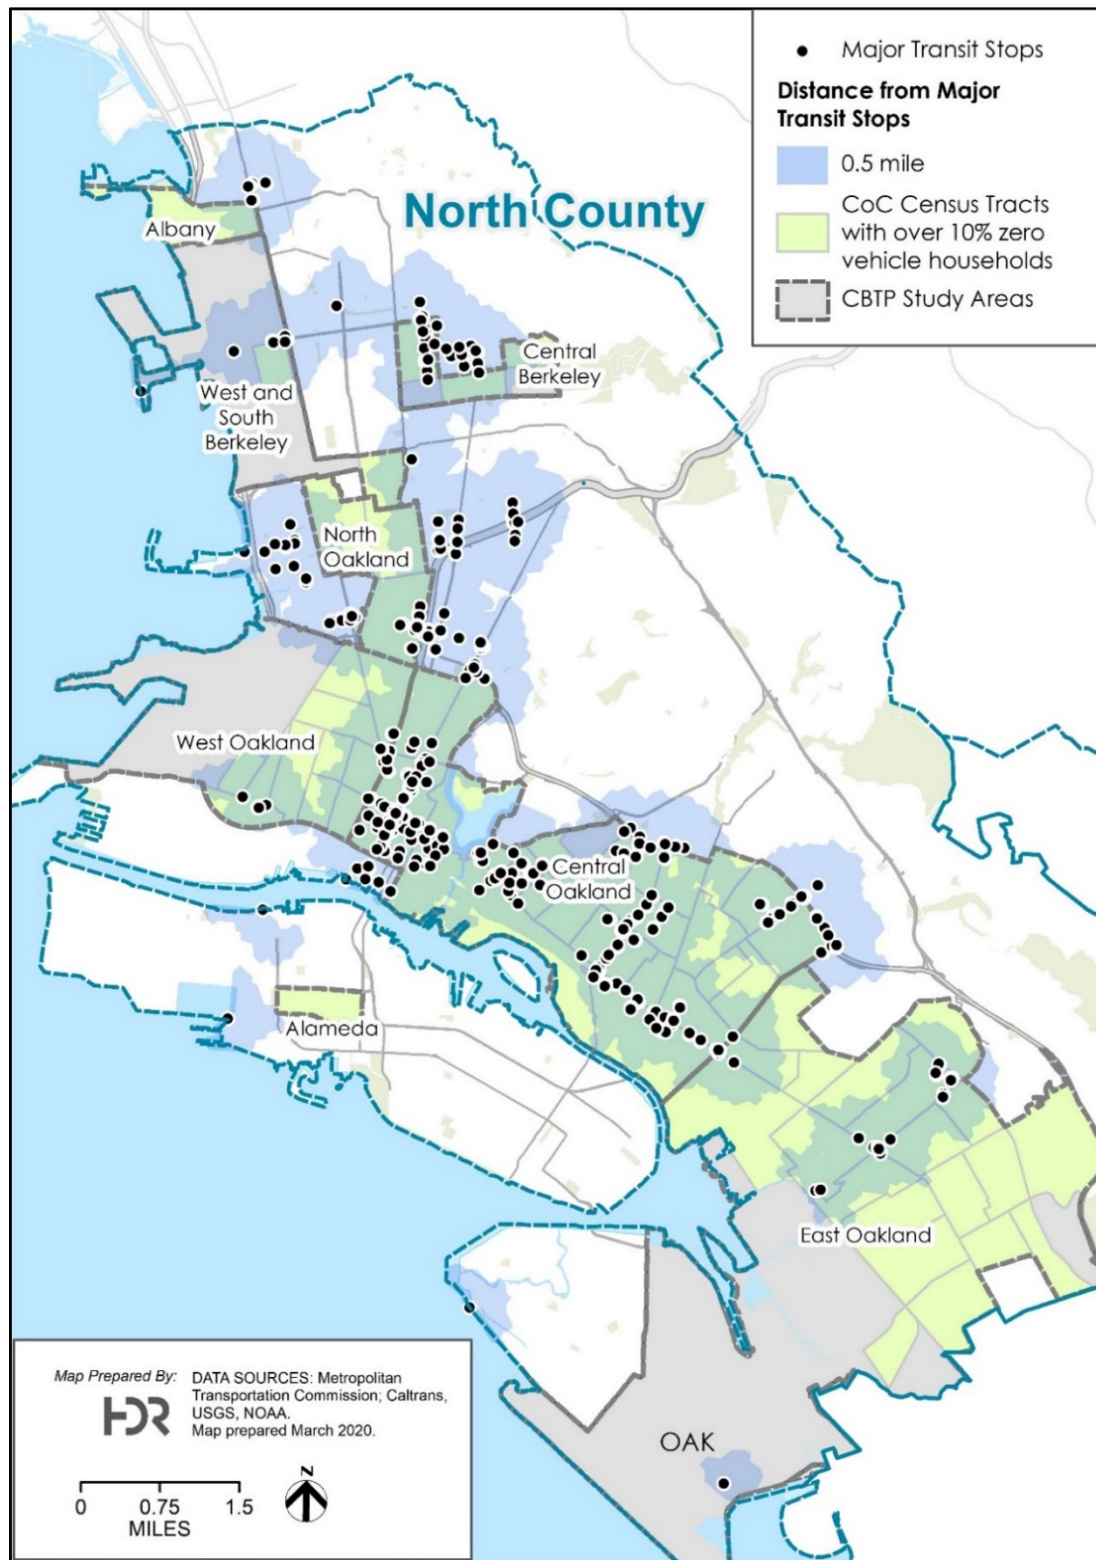 Major Transit Stops
Distance from Major
Transit Stops
0.5 mile
CoC Census Tracts
with over 10% zero
vehicle households
CBTP Study Areas
North County
Albany
Central
Berkeley
West and
South
Berkeley
North
Oakland
West Oakland
Central
Oakland
Alameda
East Oakland
OAK
Map Prepared By:
HDR
DATA SOURCES: Metropolitan
Transportation Commission; Caltrans,
USGS, NOAA.
Map prepared March 2020.
0 0.75 1.5
MILES
N